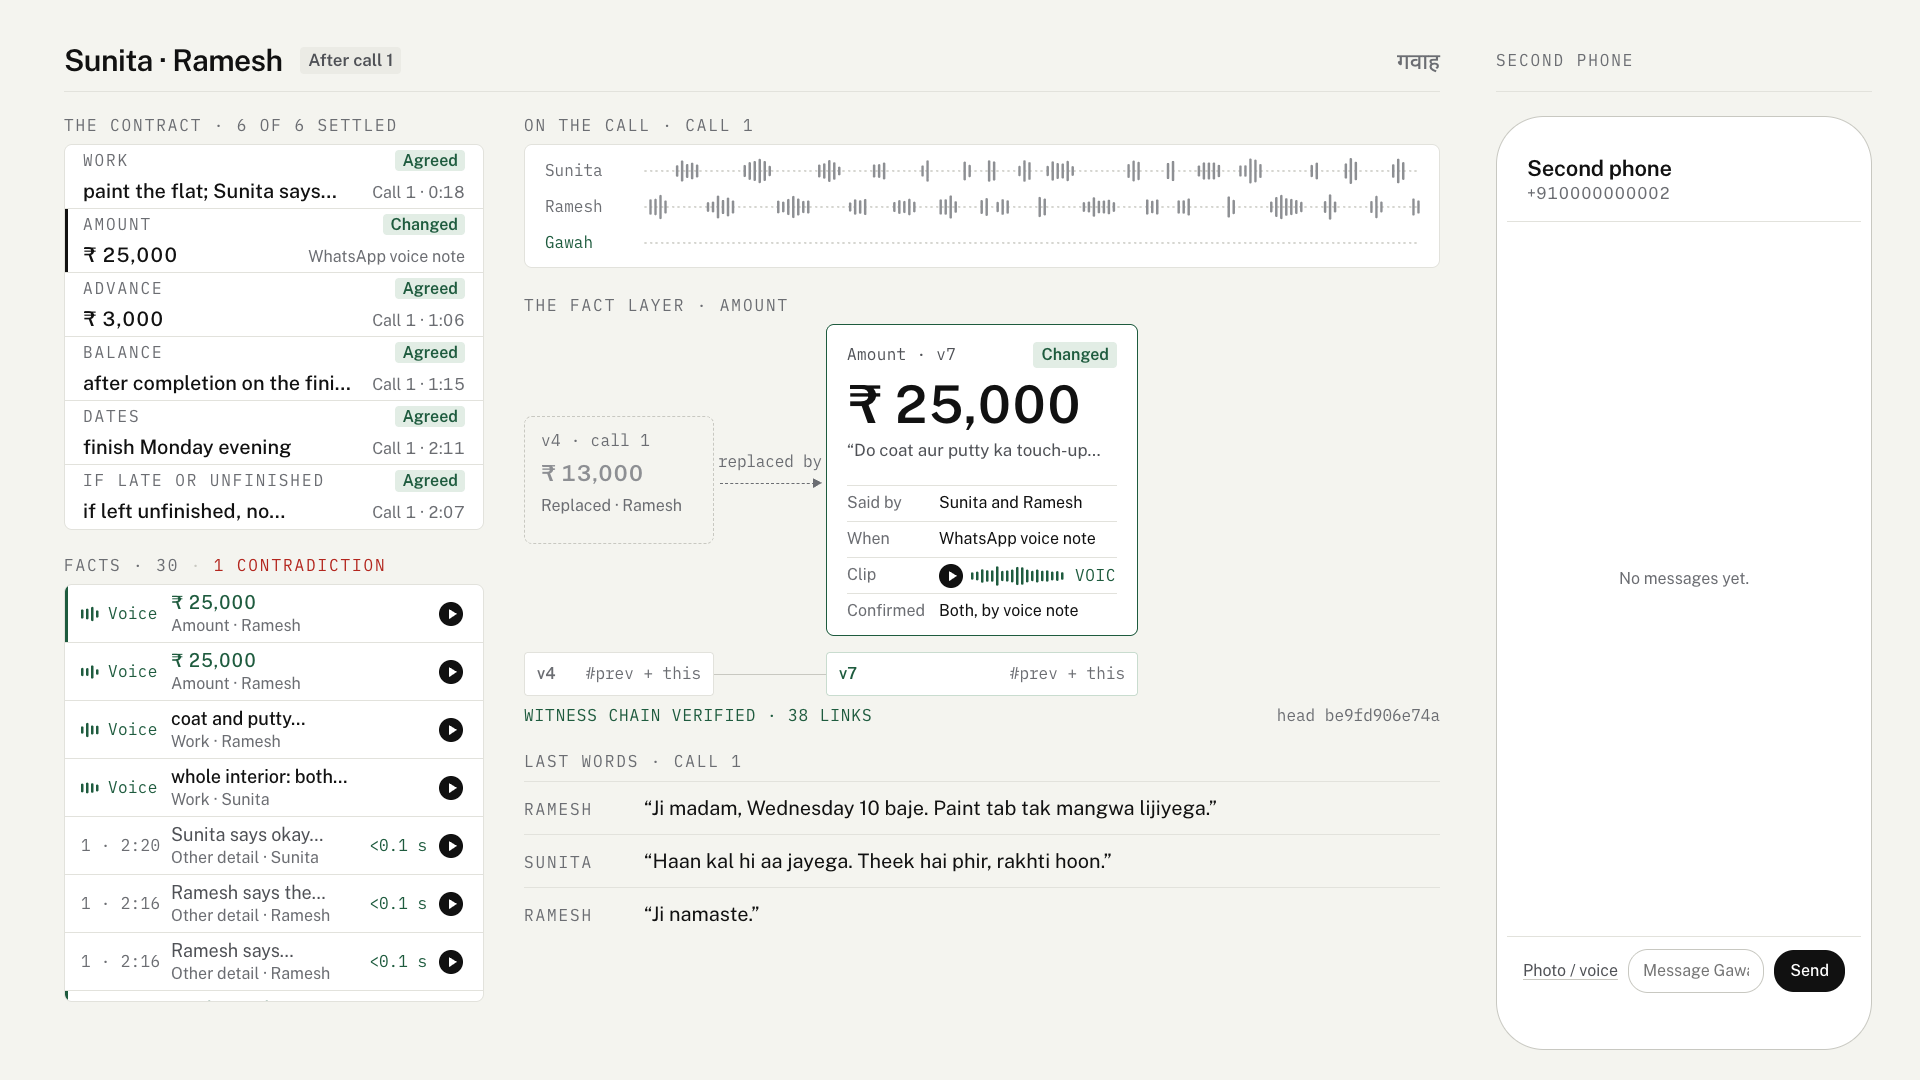 Sunita · Ramesh After call 1
गवाह
SECOND PHONE
THE CONTRACT · 6 OF 6 SETTLED
WORK Agreed
paint the flat; Sunita says... Call 1 · 0:18
AMOUNT Changed
₹ 25,000 WhatsApp voice note
ADVANCE Agreed
₹ 3,000 Call 1 · 1:06
BALANCE Agreed
after completion on the fini... Call 1 · 1:15
DATES Agreed
finish Monday evening Call 1 · 2:11
IF LATE OR UNFINISHED Agreed
if left unfinished, no... Call 1 · 2:07
FACTS · 30 · 1 CONTRADICTION
Voice ₹ 25,000
Amount · Ramesh
Voice ₹ 25,000
Amount · Ramesh
Voice coat and putty...
Work · Ramesh
Voice whole interior: both...
Work · Sunita
1 · 2:20 Sunita says okay... <0.1 s
Other detail · Sunita
1 · 2:16 Ramesh says the... <0.1 s
Other detail · Ramesh
1 · 2:16 Ramesh says... <0.1 s
Other detail · Ramesh
ON THE CALL · CALL 1
Sunita
Ramesh
Gawah
THE FACT LAYER · AMOUNT
v4 · call 1
₹ 13,000
Replaced · Ramesh
replaced by
Amount · v7 Changed
₹ 25,000
“Do coat aur putty ka touch-up...
Said by Sunita and Ramesh
When WhatsApp voice note
Clip VOIC
Confirmed Both, by voice note
v4 #prev + this
v7 #prev + this
WITNESS CHAIN VERIFIED · 38 LINKS head be9fd906e74a
LAST WORDS · CALL 1
RAMESH “Ji madam, Wednesday 10 baje. Paint tab tak mangwa lijiyega.”
SUNITA “Haan kal hi aa jayega. Theek hai phir, rakhti hoon.”
RAMESH “Ji namaste.”
Second phone
+910000000002
No messages yet.
Photo / voice Message Gawa Send